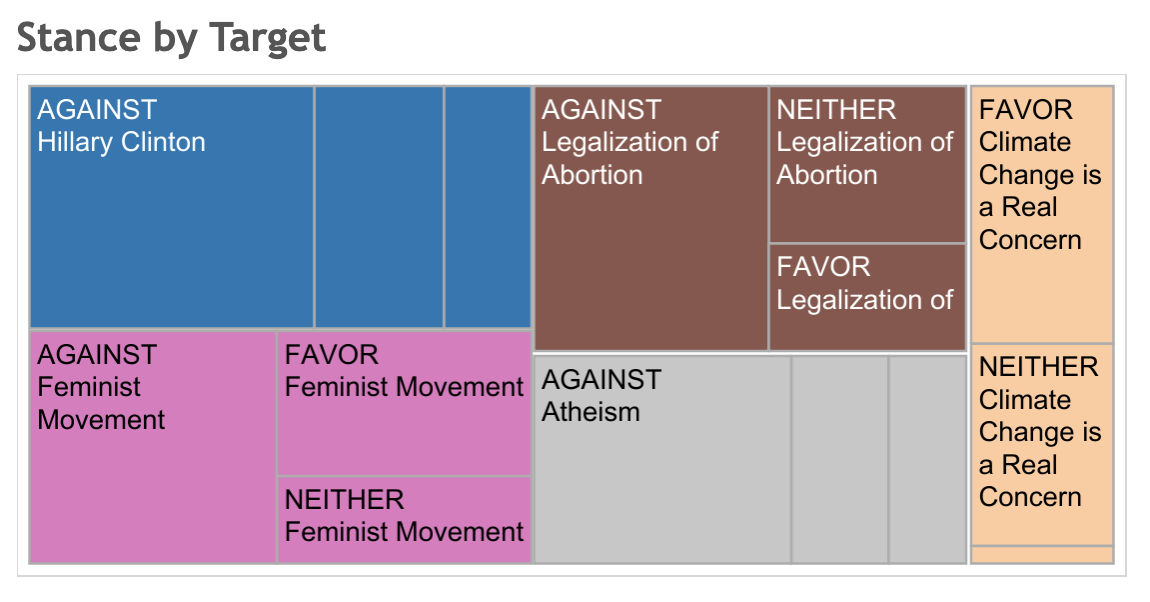 Stance by Target
AGAINST
Hillary Clinton
AGAINST
Legalization of
Abortion
NEITHER
Legalization of
Abortion
FAVOR
Legalization of
FAVOR
Climate
Change is
a Real
Concern
AGAINST
Feminist
Movement
FAVOR
Feminist Movement
NEITHER
Feminist Movement
AGAINST
Atheism
NEITHER
Climate
Change is
a Real
Concern